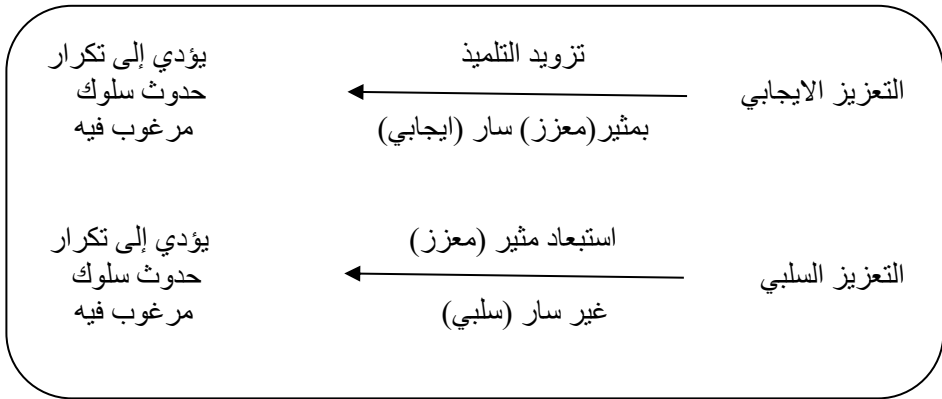 التعزيز الايجابي
تزويد التلميذ
بمثير(معزز) سار (ايجابي)
يؤدي إلى تكرار
حدوث سلوك
مرغوب فيه
التعزيز السلبي
استبعاد مثير (معزز)
غير سار (سلبي)
يؤدي إلى تكرار
حدوث سلوك
مرغوب فيه